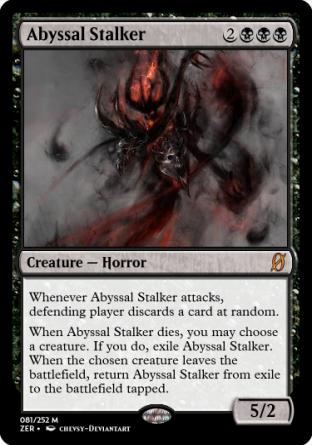 Abyssal Stalker 2
Creature — Horror
Whenever Abyssal Stalker attacks,
defending player discards a card at random.
When Abyssal Stalker dies, you may choose
a creature. If you do, exile Abyssal Stalker.
When the chosen creature leaves the
battlefield, return Abyssal Stalker from exile
to the battlefield tapped.
5/2
081/252 M
ZER • CHEVSY-DEVIANTART